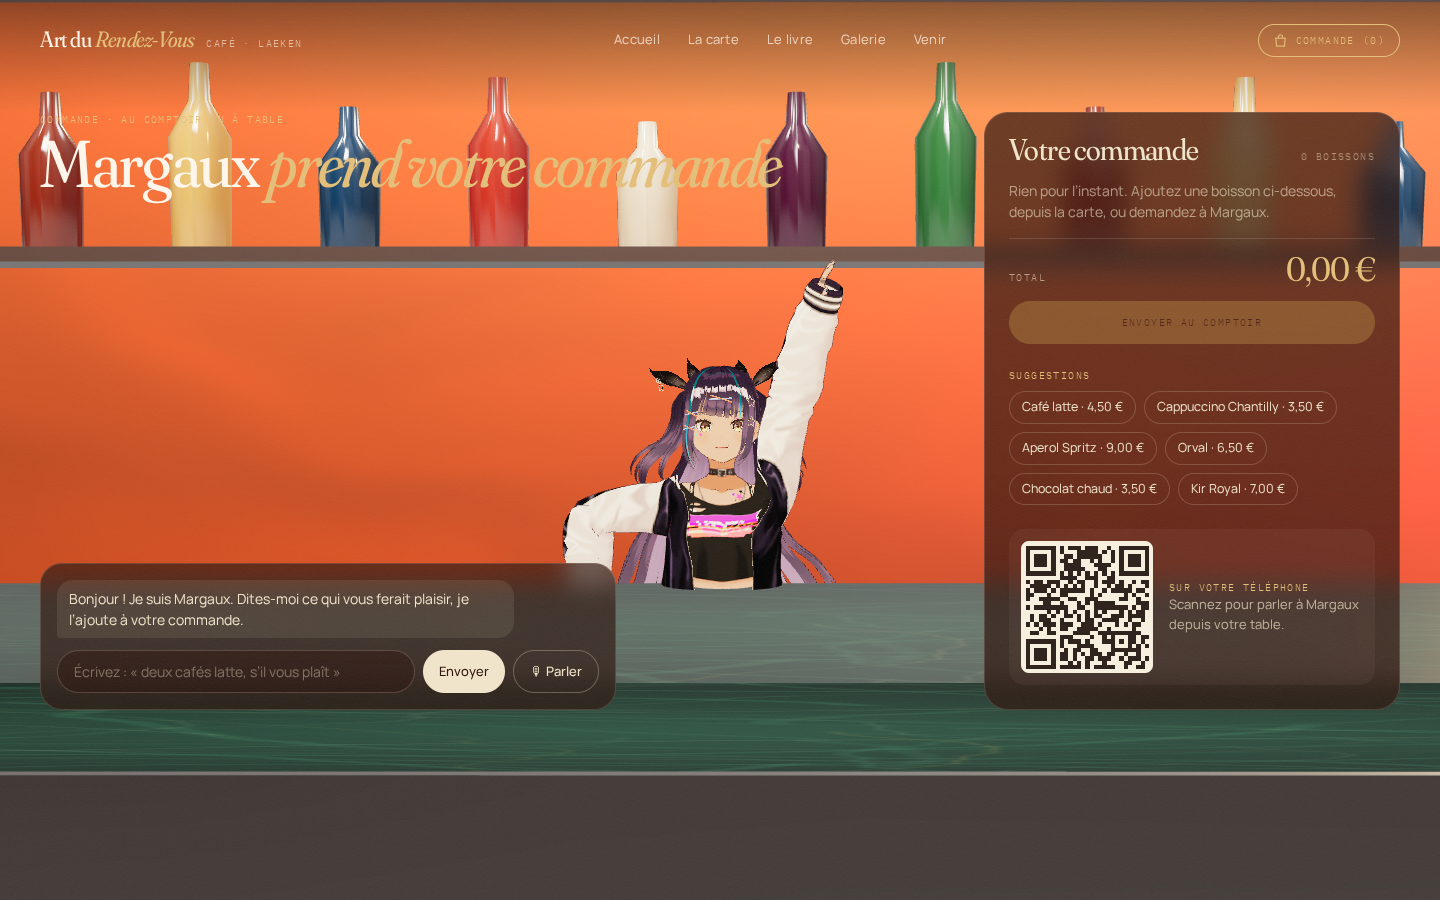 Art du Rendez-Vous CAFÉ · LAEKEN
Accueil La carte Le livre Galerie Venir
COMMANDE (0)
COMMANDE · AU COMPTOIR OU À TABLE
Margaux prend votre commande
Votre commande
0 BOISSONS
Rien pour l'instant. Ajoutez une boisson ci-dessous,
depuis la carte, ou demandez à Margaux.
TOTAL
0,00 €
ENVOYER AU COMPTOIR
SUGGESTIONS
Café latte · 4,50 €
Cappuccino Chantilly · 3,50 €
Aperol Spritz · 9,00 €
Orval · 6,50 €
Chocolat chaud · 3,50 €
Kir Royal · 7,00 €
SUR VOTRE TÉLÉPHONE
Scannez pour parler à Margaux
depuis votre table.
Bonjour ! Je suis Margaux. Dites-moi ce qui vous ferait plaisir, je
l'ajoute à votre commande.
Écrivez : « deux cafés latte, s'il vous plaît »
Envoyer
Parler